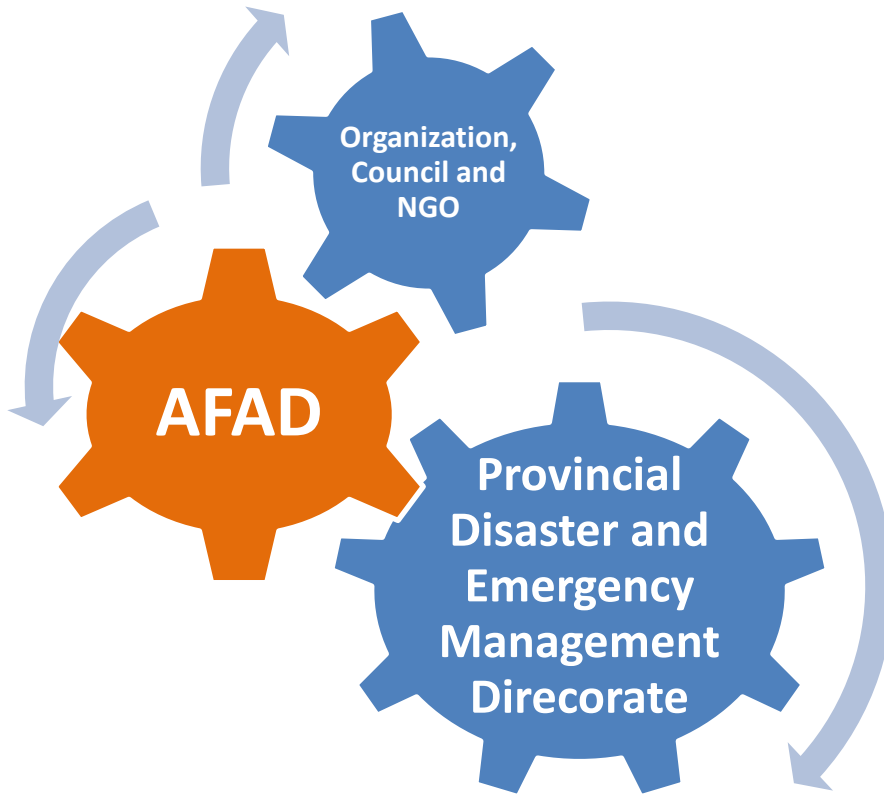 Organization,
Council and
NGO
AFAD
Provincial
Disaster and
Emergency
Management
Direcorate